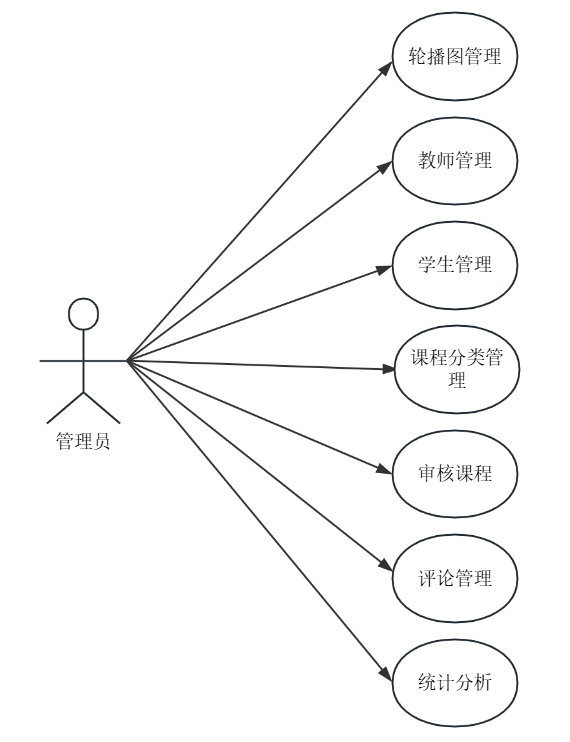 轮播图管理
教师管理
学生管理
课程分类管
理
管理员
审核课程
评论管理
统计分析